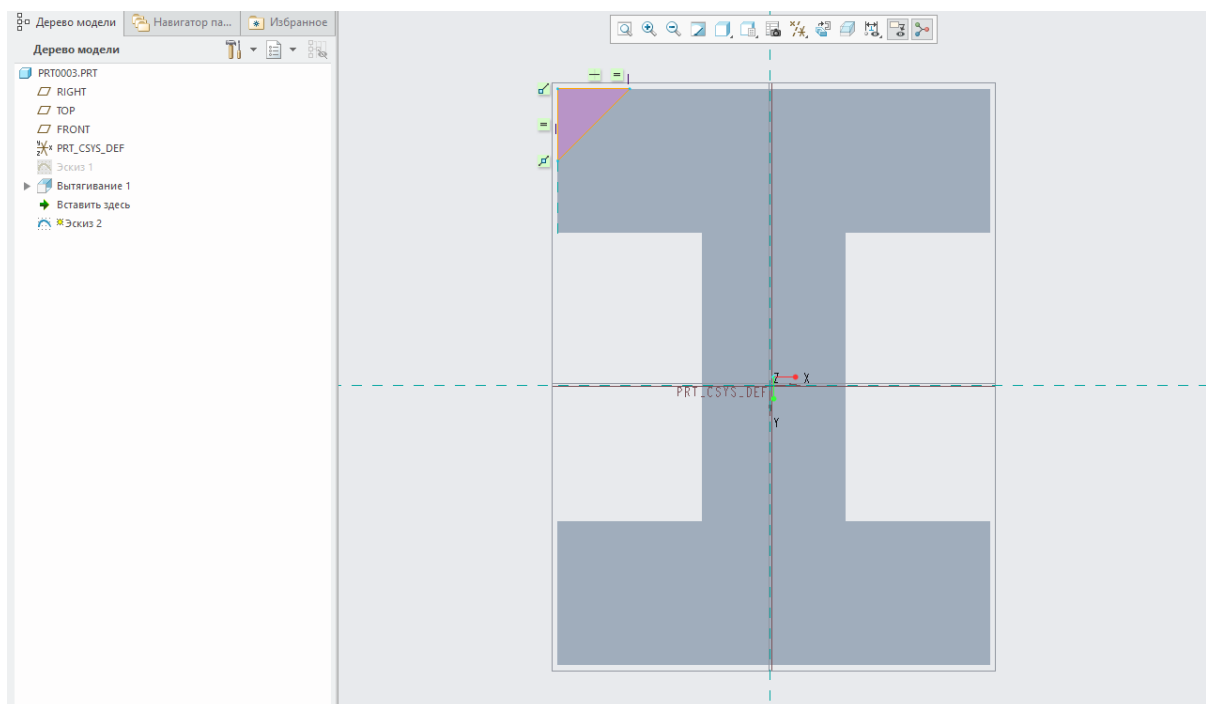 Дерево модели
Навигатор па...
Избранное
Дерево модели
PRT0003.PRT
RIGHT
TOP
FRONT
PRT_CSYS_DEF
Эскиз 1
Вытягивание 1
Вставить здесь
Эскиз 2
Z X
PRT_CSYS_DEF
Y